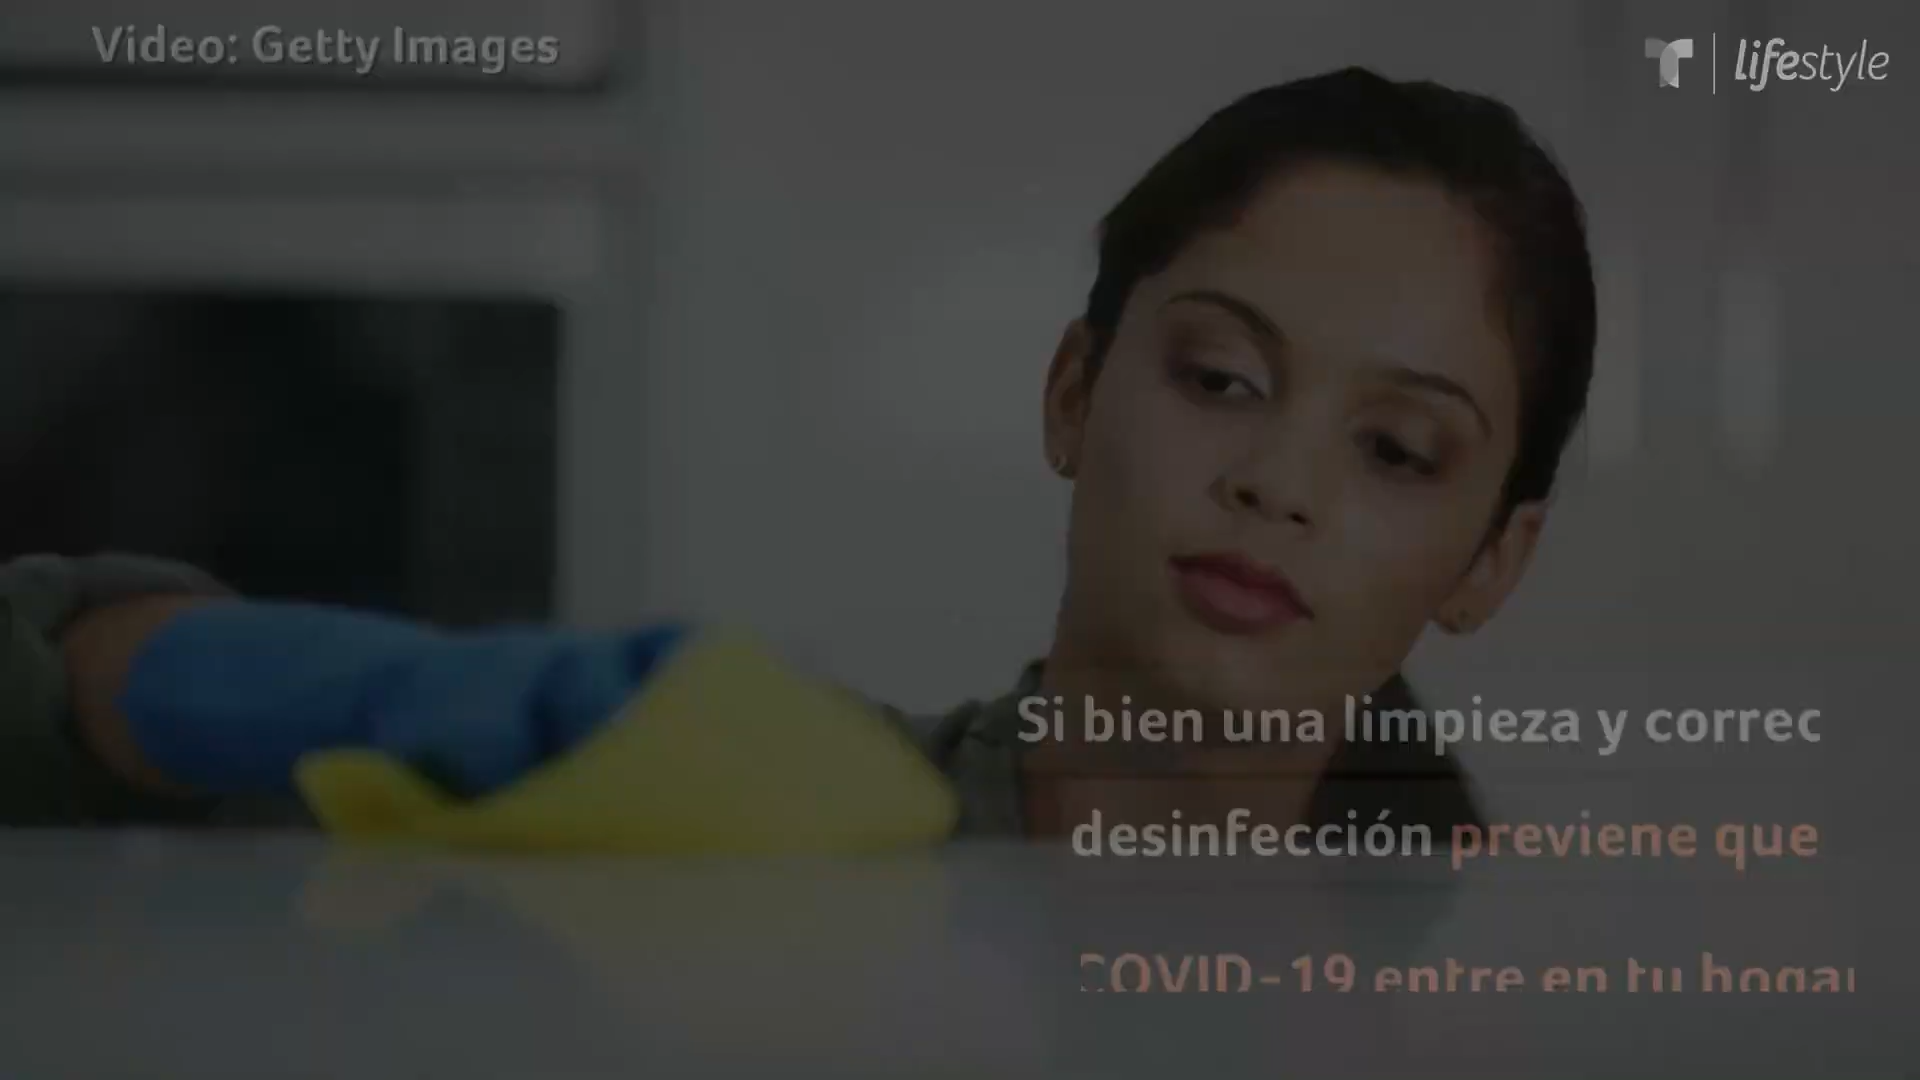 Video: Getty Images
lifestyle
Si bien una limpieza y correc
desinfección previene que
COVID-19 entre en tu hogar